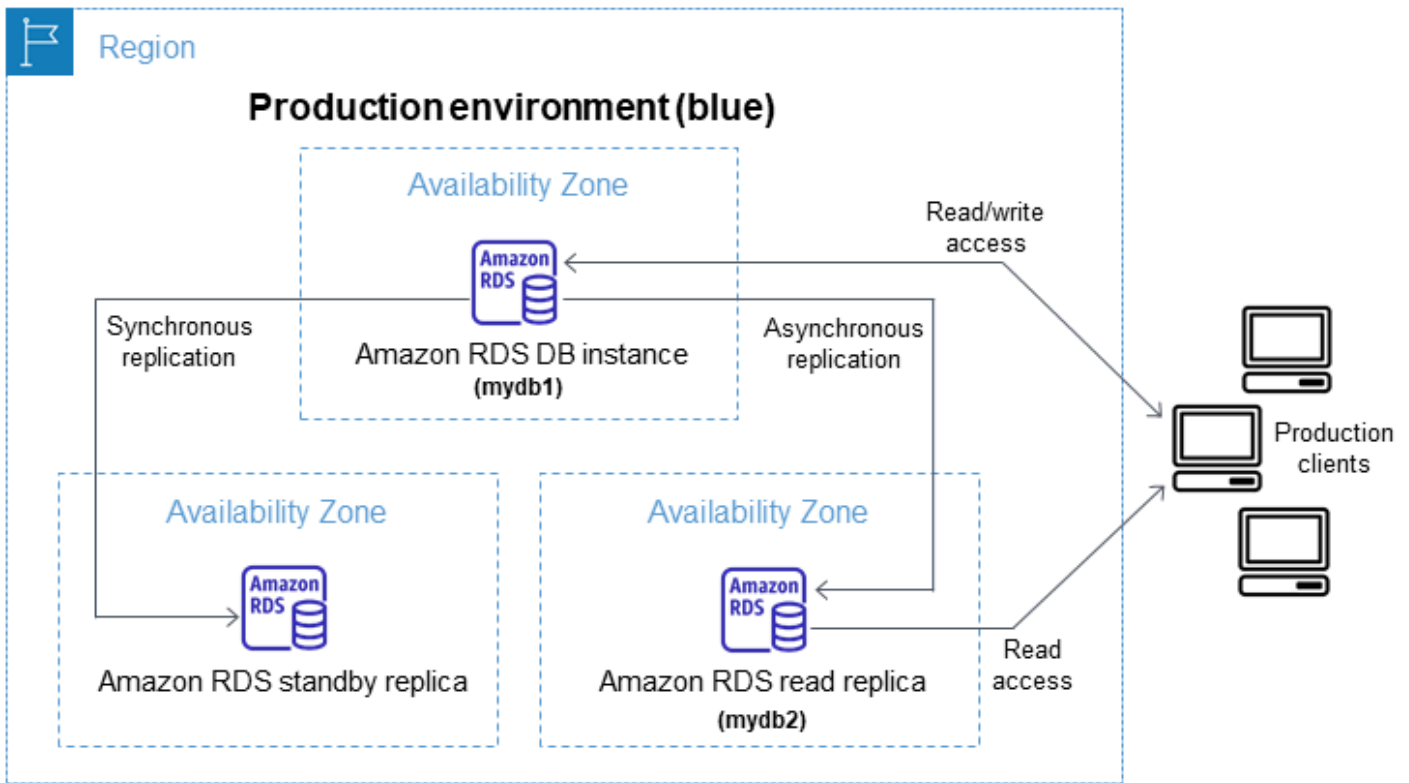 Region
Production environment (blue)
Availability Zone
Read/write
access
Amazon
RDS
Synchronous
replication
Asynchronous
replication
Amazon RDS DB instance
(mydb1)
Production
clients
Availability Zone
Availability Zone
Amazon
RDS
Amazon
RDS
Read
access
Amazon RDS standby replica
Amazon RDS read replica
(mydb2)